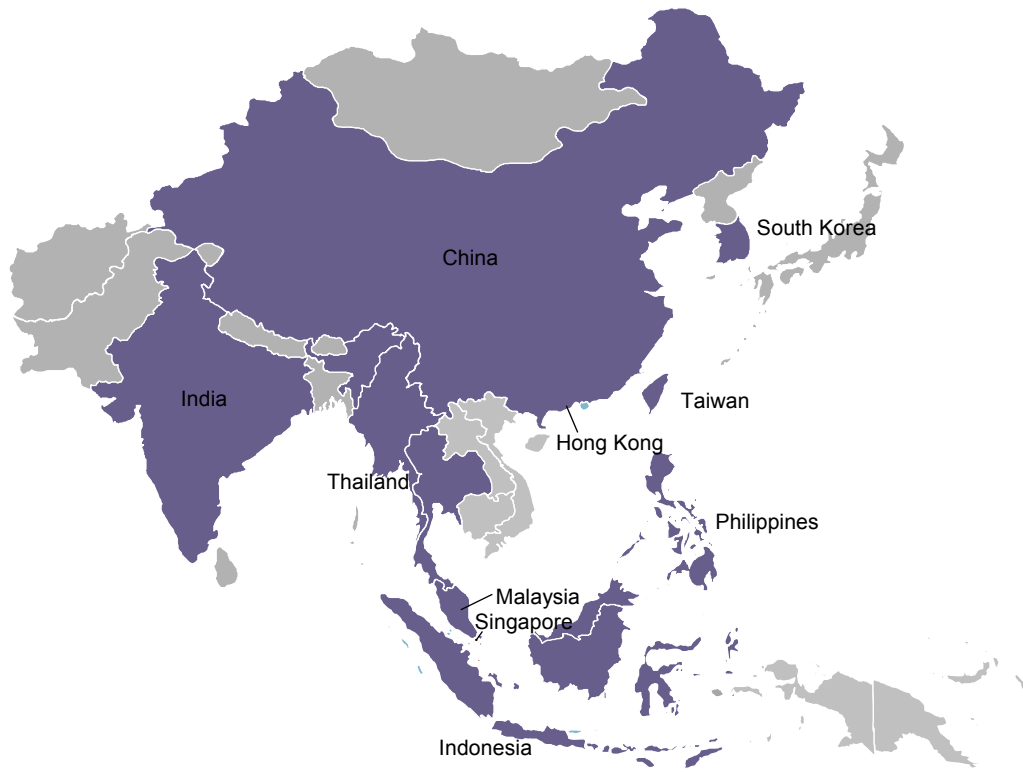 South Korea
China
India
Taiwan
Hong Kong
Thailand
Philippines
Malaysia
Singapore
Indonesia